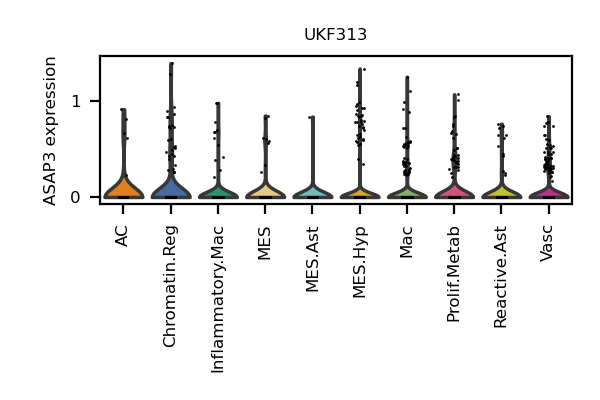 UKF313
ASAP3 expression
1
0
AC
Chromatin.Reg
Inflammatory.Mac
MES
MES.Ast
MES.Hyp
Mac
Prolif.Metab
Reactive.Ast
Vasc